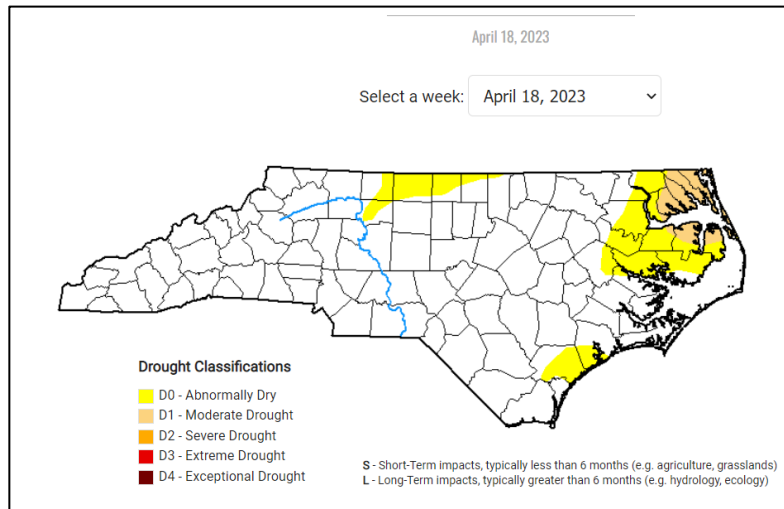 April 18, 2023
Select a week: April 18, 2023
Drought Classifications
D0 - Abnormally Dry
D1 - Moderate Drought
D2 - Severe Drought
D3 - Extreme Drought
D4 - Exceptional Drought
S - Short-Term impacts, typically less than 6 months (e.g. agriculture, grasslands)
L - Long-Term impacts, typically greater than 6 months (e.g. hydrology, ecology)